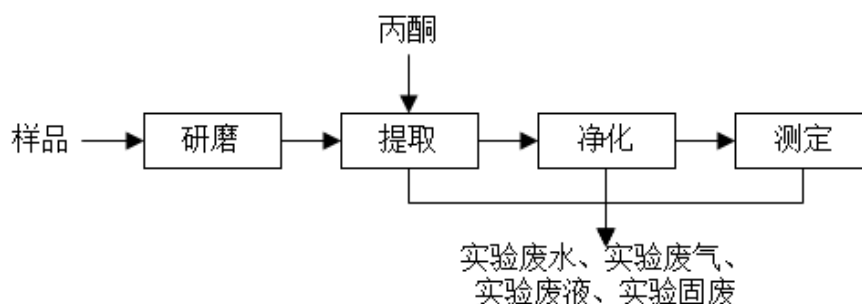 丙酮
样品
研磨
提取
净化
测定
实验废水、实验废气、
实验废液、实验固废